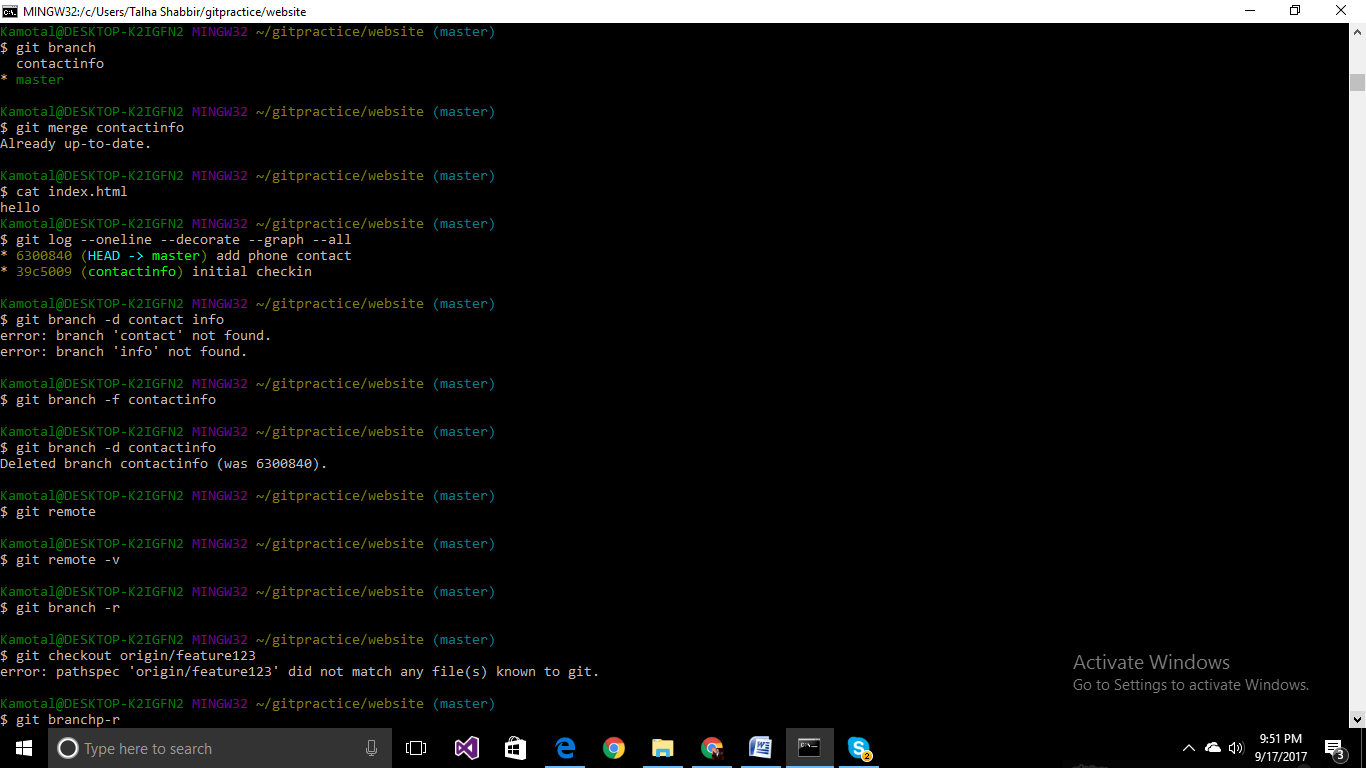 MINGW32:/c/Users/Talha Shabbir/gitpractice/website
Kamotal@DESKTOP-K2IGFN2 MINGW32 ~/gitpractice/website (master)
$ git branch
  contactinfo
* master
Kamotal@DESKTOP-K2IGFN2 MINGW32 ~/gitpractice/website (master)
$ git merge contactinfo
Already up-to-date.
Kamotal@DESKTOP-K2IGFN2 MINGW32 ~/gitpractice/website (master)
$ cat index.html
hello
Kamotal@DESKTOP-K2IGFN2 MINGW32 ~/gitpractice/website (master)
$ git log --oneline --decorate --graph --all
* 6300840 (HEAD -> master) add phone contact
* 39c5009 (contactinfo) initial checkin
Kamotal@DESKTOP-K2IGFN2 MINGW32 ~/gitpractice/website (master)
$ git branch -d contact info
error: branch 'contact' not found.
error: branch 'info' not found.
Kamotal@DESKTOP-K2IGFN2 MINGW32 ~/gitpractice/website (master)
$ git branch -f contactinfo
Kamotal@DESKTOP-K2IGFN2 MINGW32 ~/gitpractice/website (master)
$ git branch -d contactinfo
Deleted branch contactinfo (was 6300840).
Kamotal@DESKTOP-K2IGFN2 MINGW32 ~/gitpractice/website (master)
$ git remote
Kamotal@DESKTOP-K2IGFN2 MINGW32 ~/gitpractice/website (master)
$ git remote -v
Kamotal@DESKTOP-K2IGFN2 MINGW32 ~/gitpractice/website (master)
$ git branch -r
Kamotal@DESKTOP-K2IGFN2 MINGW32 ~/gitpractice/website (master)
$ git checkout origin/feature123
error: pathspec 'origin/feature123' did not match any file(s) known to git.
Kamotal@DESKTOP-K2IGFN2 MINGW32 ~/gitpractice/website (master)
$ git branchp-r
Activate Windows
Go to Settings to activate Windows.
Type here to search
2
9:51 PM
9/17/2017
3